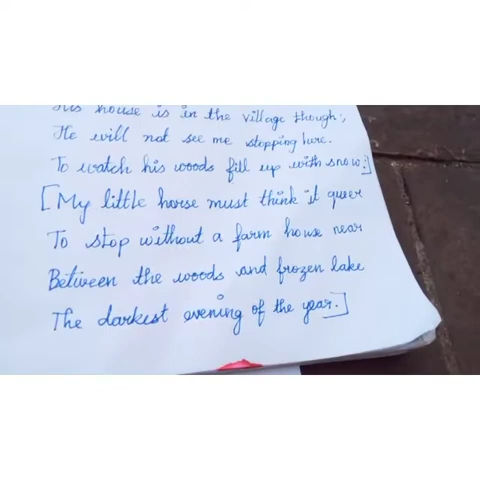 His house is in the village though;
He will not see me stopping here.
To watch his woods fill up with snow.]
[My little horse must think it queer
To stop without a farm house near
Between the woods and frozen lake
The darkest evening of the year.]